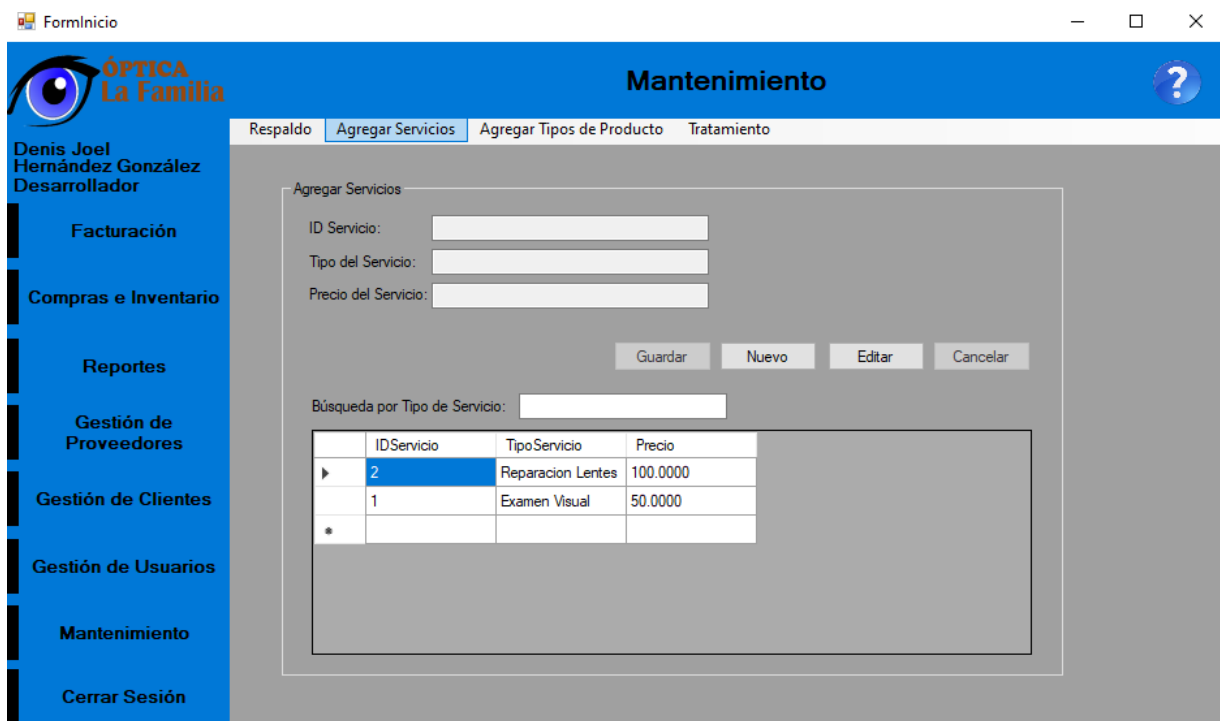 FormInicio
ÓPTICA
La Familia
Mantenimiento
?
Denis Joel
Hernández González
Desarrollador
Facturación
Compras e Inventario
Reportes
Gestión de
Proveedores
Gestión de Clientes
Gestión de Usuarios
Mantenimiento
Cerrar Sesión
Respaldo Agregar Servicios Agregar Tipos de Producto Tratamiento
Agregar Servicios
ID Servicio:
Tipo del Servicio:
Precio del Servicio:
Guardar Nuevo Editar Cancelar
Búsqueda por Tipo de Servicio:
IDServicio TipoServicio Precio
2 Reparacion Lentes 100.0000
1 Examen Visual 50.0000